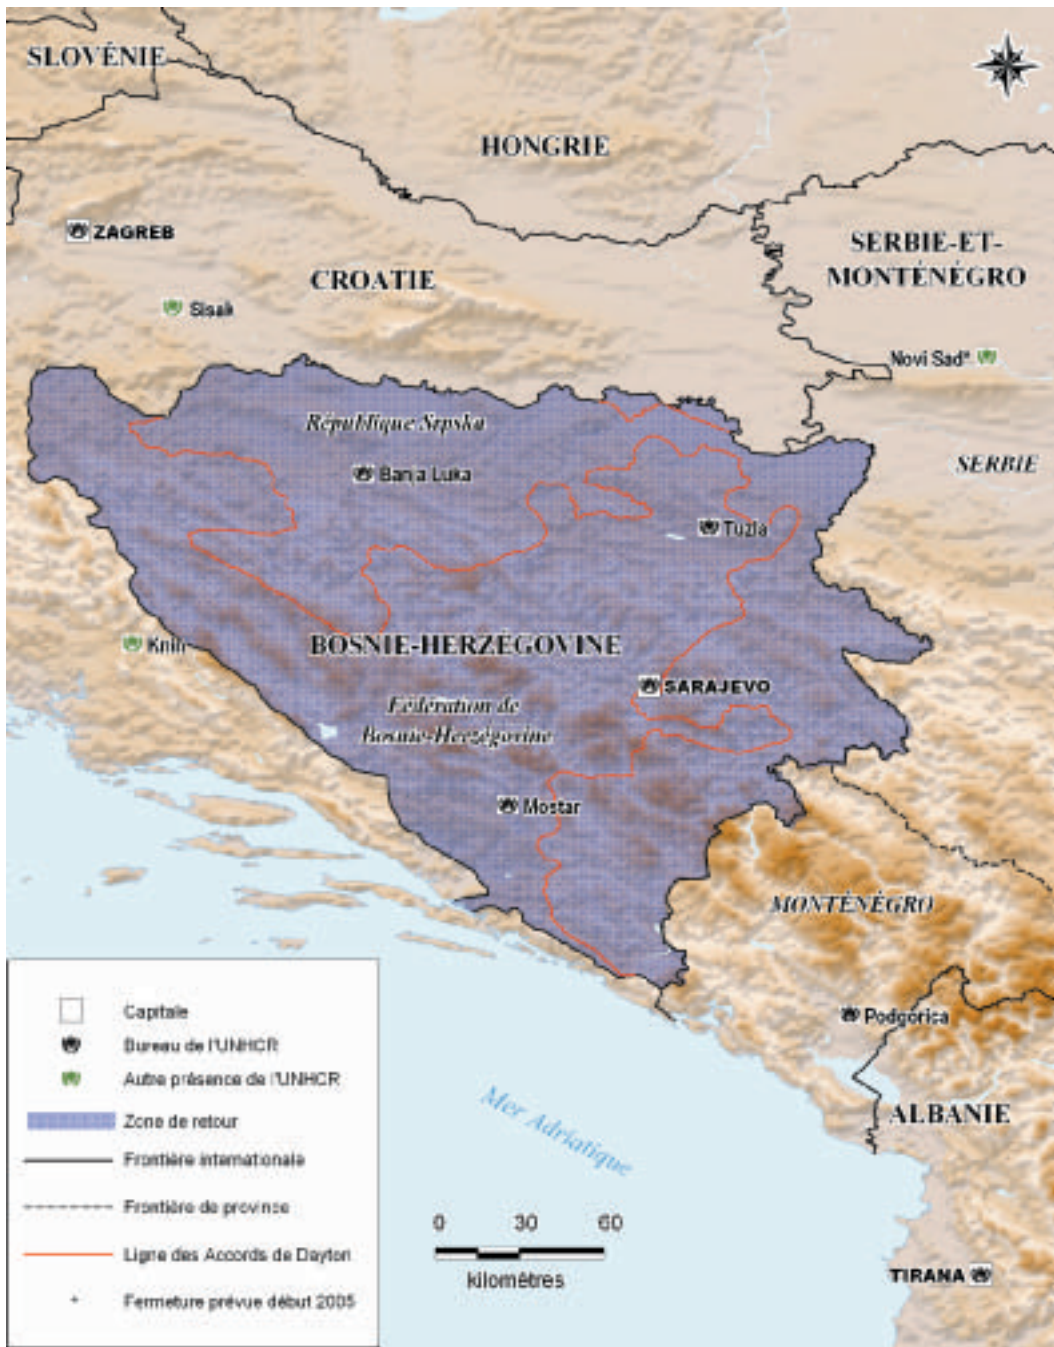 SLOVÉNIE
HONGRIE
ZAGREB
SERBIE-ET-
MONTÉNÉGRO
CROATIE
Sisak
Novi Sad*
République Srpska
Banja Luka
SERBIE
Tuzla
Knin
BOSNIE-HERZÉGOVINE
SARAJEVO
Fédération de
Bosnie-Herzégovine
Mostar
MONTÉNÉGRO
Podgorica
ALBANIE
Mer Adriatique
TIRANA
Capitale
Bureau de l'UNHCR
Autre présence de l'UNHCR
Zone de retour
Frontière internationale
Frontière de province
Ligne des Accords de Dayton
* Fermeture prévue début 2005
0 30 60
kilomètres